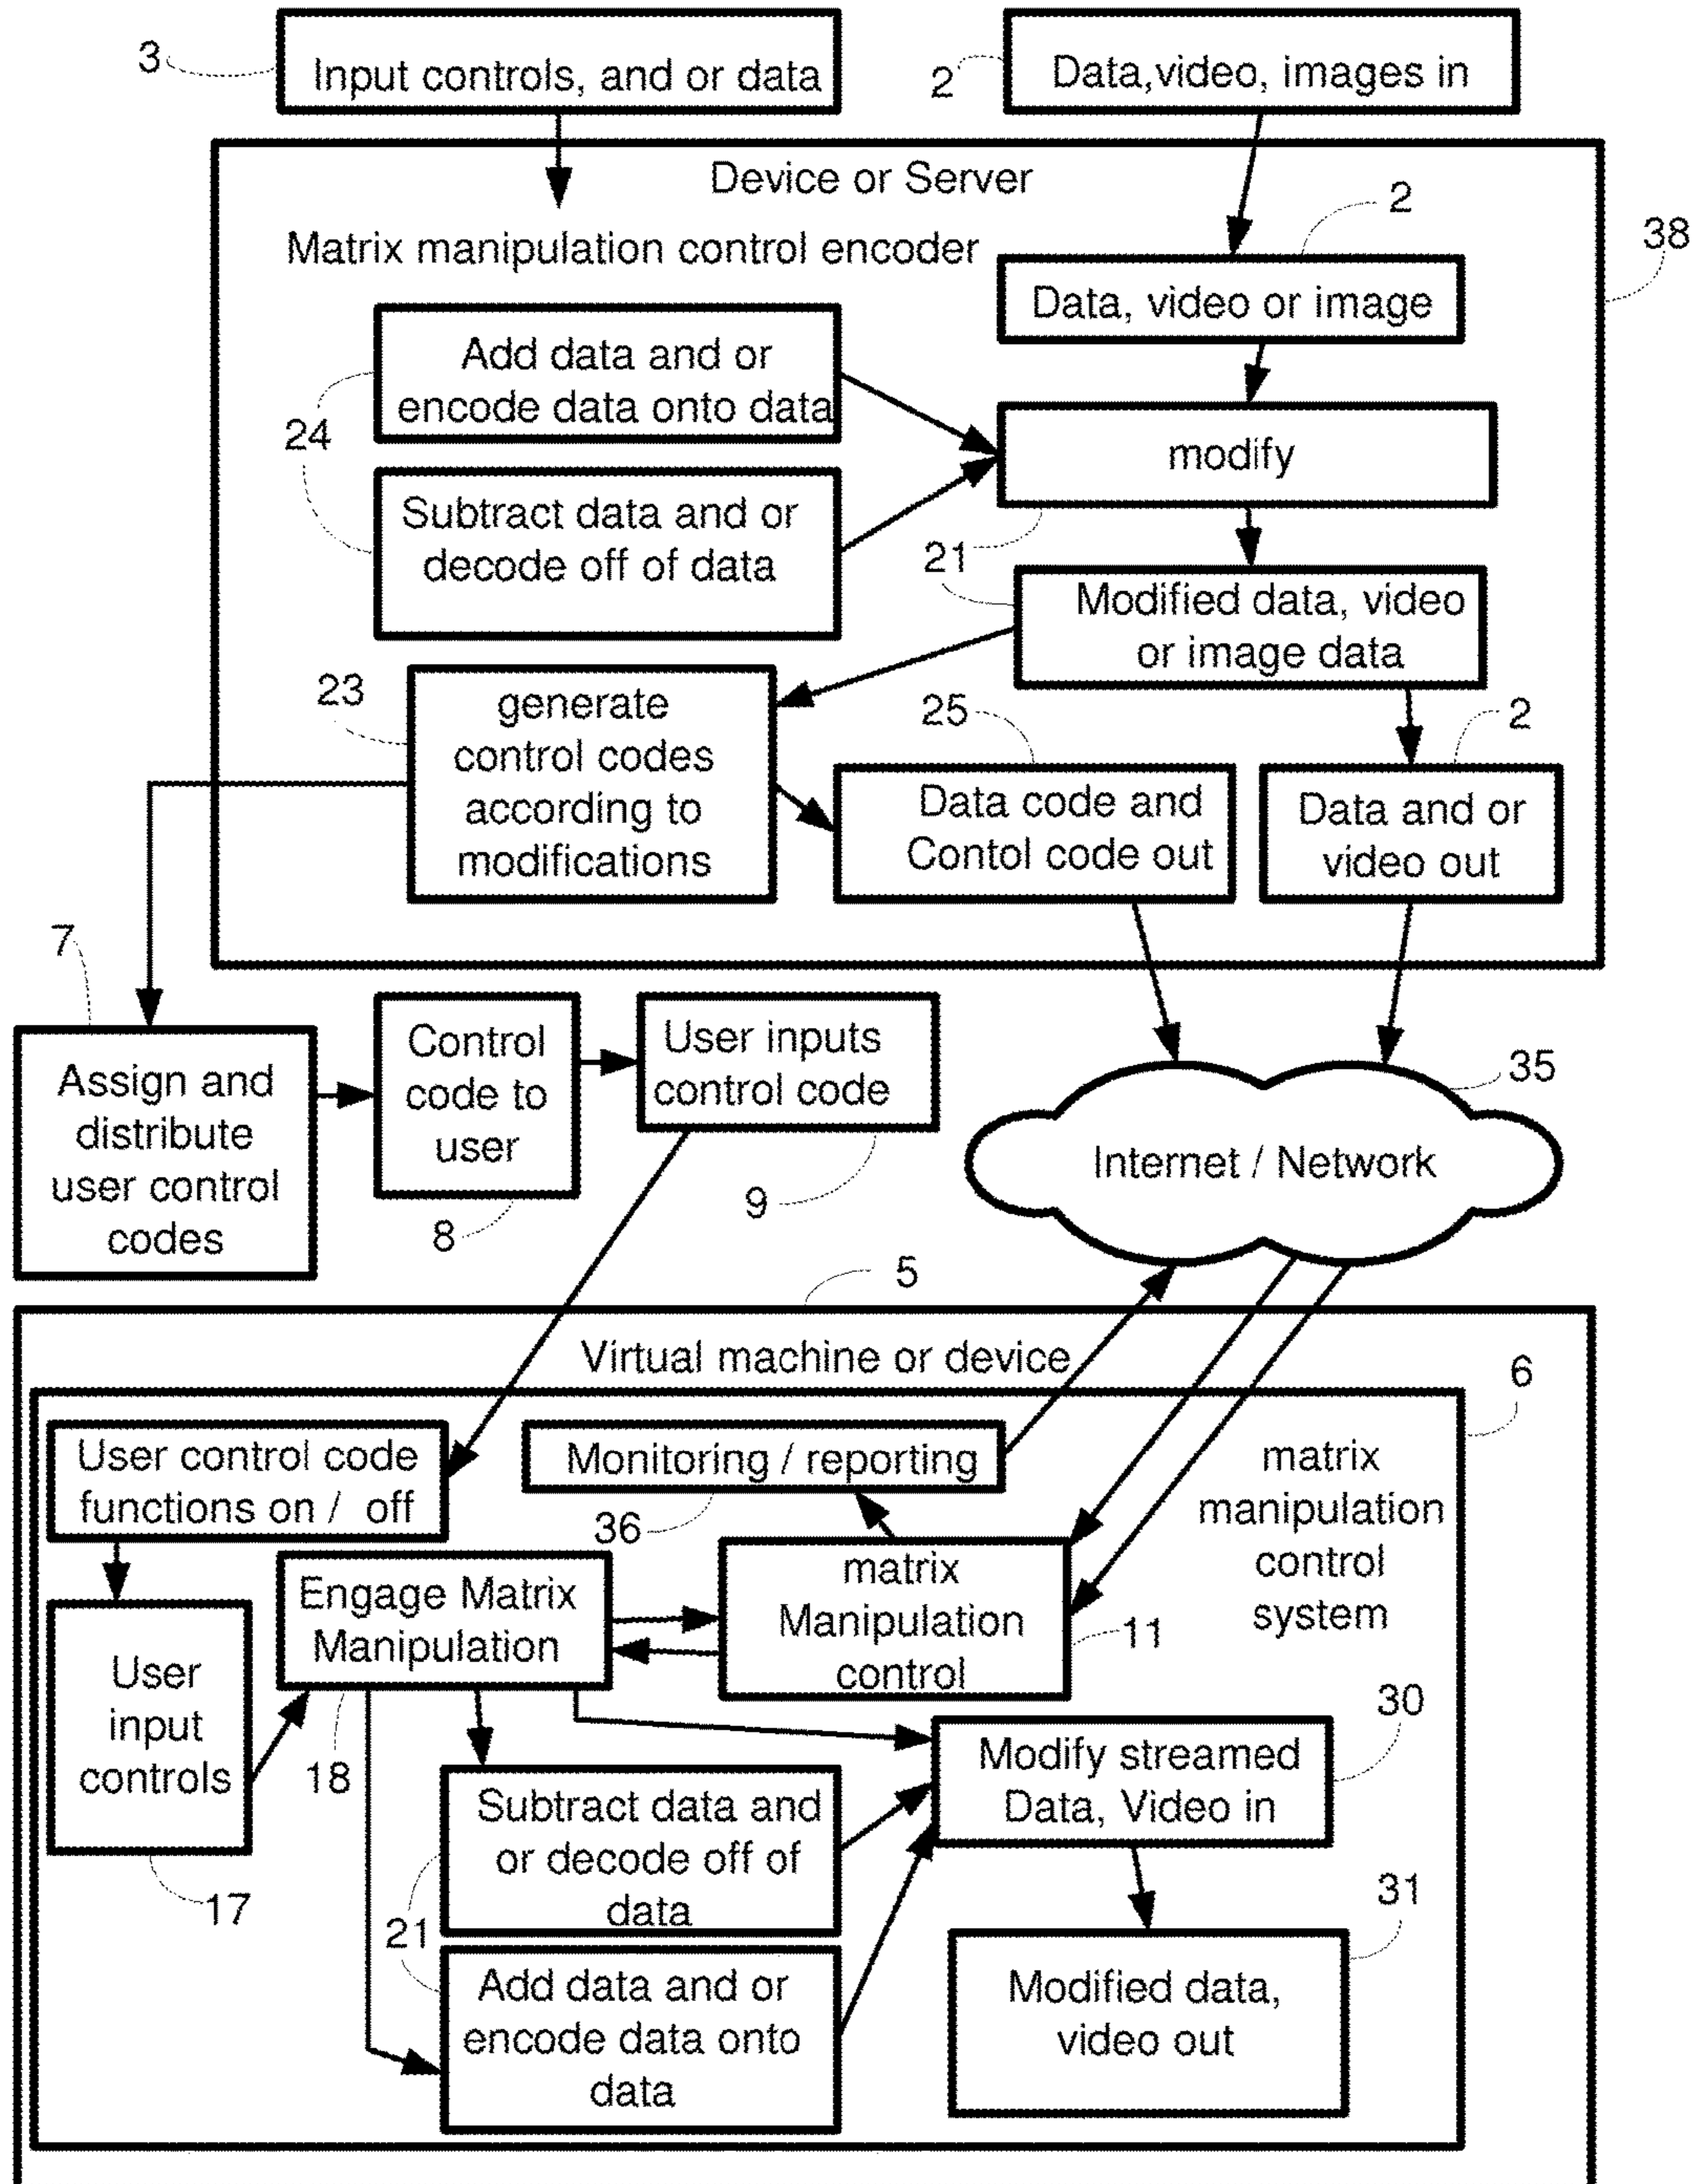 3
Input controls, and or data
2
Data,video, images in
Device or Server
2
38
Matrix manipulation control encoder
Data, video or image
Add data and or
encode data onto data
24
modify
Subtract data and or
decode off of data
21
Modified data, video
or image data
23
generate
control codes
according to
modifications
25
2
Data code and
Contol code out
Data and or
video out
7
Assign and
distribute
user control
codes
Control
code to
user
8
User inputs
control code
9
35
Internet / Network
5
Virtual machine or device
6
User control code
functions on / off
Monitoring / reporting
36
matrix
manipulation
control
system
Engage Matrix
Manipulation
18
matrix
Manipulation
control
11
User
input
controls
17
30
Modify streamed
Data, Video in
Subtract data and
or decode off of
data
21
Add data and or
encode data onto
data
31
Modified data,
video out